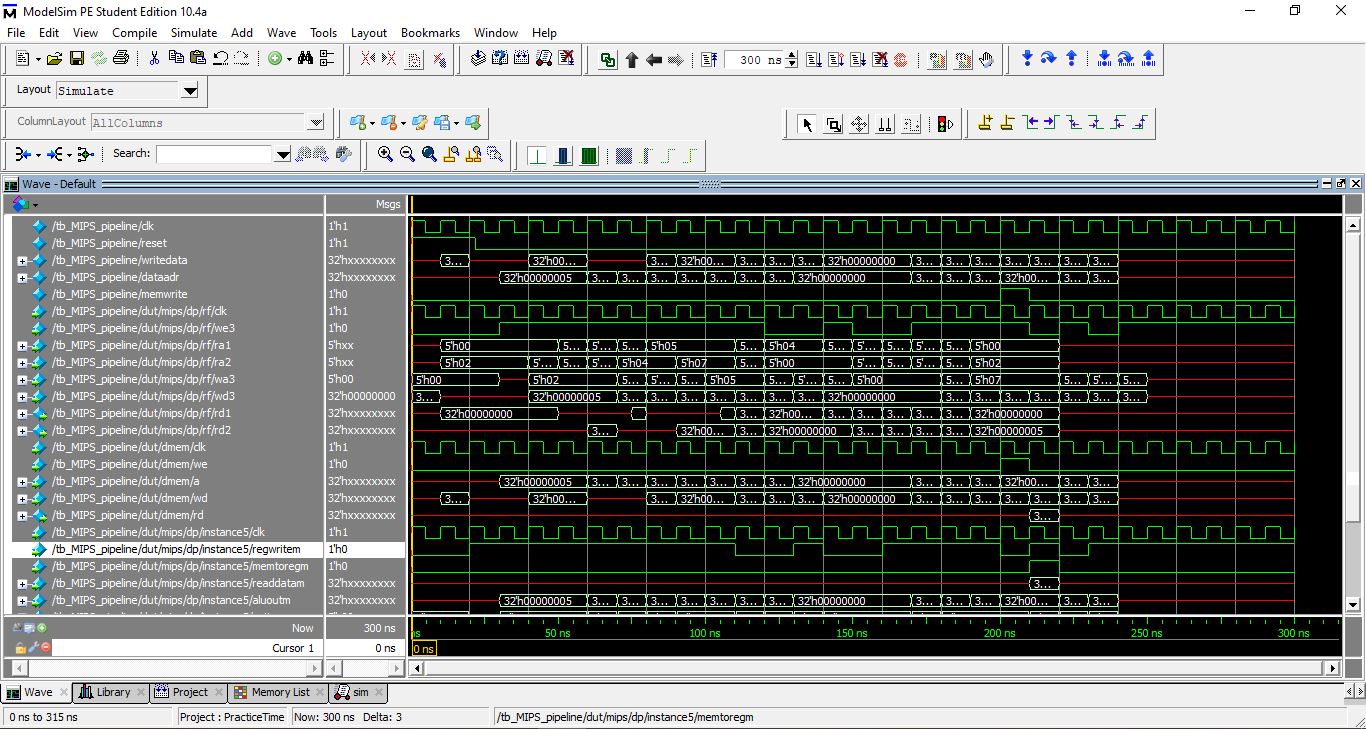 ModelSim PE Student Edition 10.4a
File Edit View Compile Simulate Add Wave Tools Layout Bookmarks Window Help
300 ns
Layout Simulate
ColumnLayout AllColumns
Search:
Wave - Default
Msgs
/tb_MIPS_pipeline/clk 1'h1
/tb_MIPS_pipeline/reset 1'h1
/tb_MIPS_pipeline/writedata 32'hxxxxxxxx 3... 32'h00... 3... 32'h00... 3... 3... 3... 32'h00000000 3... 3... 3... 3... 3... 3... 3...
/tb_MIPS_pipeline/dataadr 32'hxxxxxxxx 32'h00000005 3... 3... 3... 3... 3... 3... 3... 32'h00000000 3... 3... 3... 32'h00... 3... 3...
/tb_MIPS_pipeline/memwrite 1'h0
/tb_MIPS_pipeline/dut/mips/dp/rf/clk 1'h1
/tb_MIPS_pipeline/dut/mips/dp/rf/we3 1'h0
/tb_MIPS_pipeline/dut/mips/dp/rf/ra1 5'hxx 5'h00 5... 5'... 5... 5'h05 5... 5'h04 5... 5'... 5... 5... 5'h00
/tb_MIPS_pipeline/dut/mips/dp/rf/ra2 5'hxx 5'h02 5'... 5... 5... 5'h04 5'h07 5... 5'h00 5... 5'... 5... 5... 5'h02
/tb_MIPS_pipeline/dut/mips/dp/rf/wa3 5'h00 5'h00 5'h02 5... 5'... 5... 5'h05 5... 5'... 5... 5'h00 5... 5'h07 5... 5... 5...
/tb_MIPS_pipeline/dut/mips/dp/rf/wd3 32'h00000000 3... 32'h00000005 3... 3... 3... 3... 3... 3... 3... 32'h00000000 3... 3... 3... 3... 3... 3... 3...
/tb_MIPS_pipeline/dut/mips/dp/rf/rd1 32'hxxxxxxxx 32'h00000000 3... 32'h00... 3... 3... 3... 3... 3... 32'h00000000
/tb_MIPS_pipeline/dut/mips/dp/rf/rd2 32'hxxxxxxxx 3... 32'h00... 3... 32'h00000000 3... 3... 3... 3... 32'h00000005
/tb_MIPS_pipeline/dut/dmem/clk 1'h1
/tb_MIPS_pipeline/dut/dmem/we 1'h0
/tb_MIPS_pipeline/dut/dmem/a 32'hxxxxxxxx 32'h00000005 3... 3... 3... 3... 3... 3... 3... 32'h00000000 3... 3... 3... 32'h00... 3... 3...
/tb_MIPS_pipeline/dut/dmem/wd 32'hxxxxxxxx 3... 32'h00... 3... 32'h00... 3... 3... 3... 32'h00000000 3... 3... 3... 3... 3... 3... 3...
/tb_MIPS_pipeline/dut/dmem/rd 32'hxxxxxxxx 3...
/tb_MIPS_pipeline/dut/mips/dp/instance5/clk 1'h1
/tb_MIPS_pipeline/dut/mips/dp/instance5/regwritem 1'h0
/tb_MIPS_pipeline/dut/mips/dp/instance5/memtoregm 1'h0
/tb_MIPS_pipeline/dut/mips/dp/instance5/readdatam 32'hxxxxxxxx 3...
/tb_MIPS_pipeline/dut/mips/dp/instance5/aluoutm 32'hxxxxxxxx 32'h00000005 3... 3... 3... 3... 3... 3... 3... 32'h00000000 3... 3... 3... 32'h00... 3... 3...
Now 300 ns 50 ns 100 ns 150 ns 200 ns 250 ns 300 ns
Cursor 1 0 ns 0 ns
Wave Library Project Memory List sim
0 ns to 315 ns Project : PracticeTime Now: 300 ns Delta: 3 /tb_MIPS_pipeline/dut/mips/dp/instance5/memtoregm